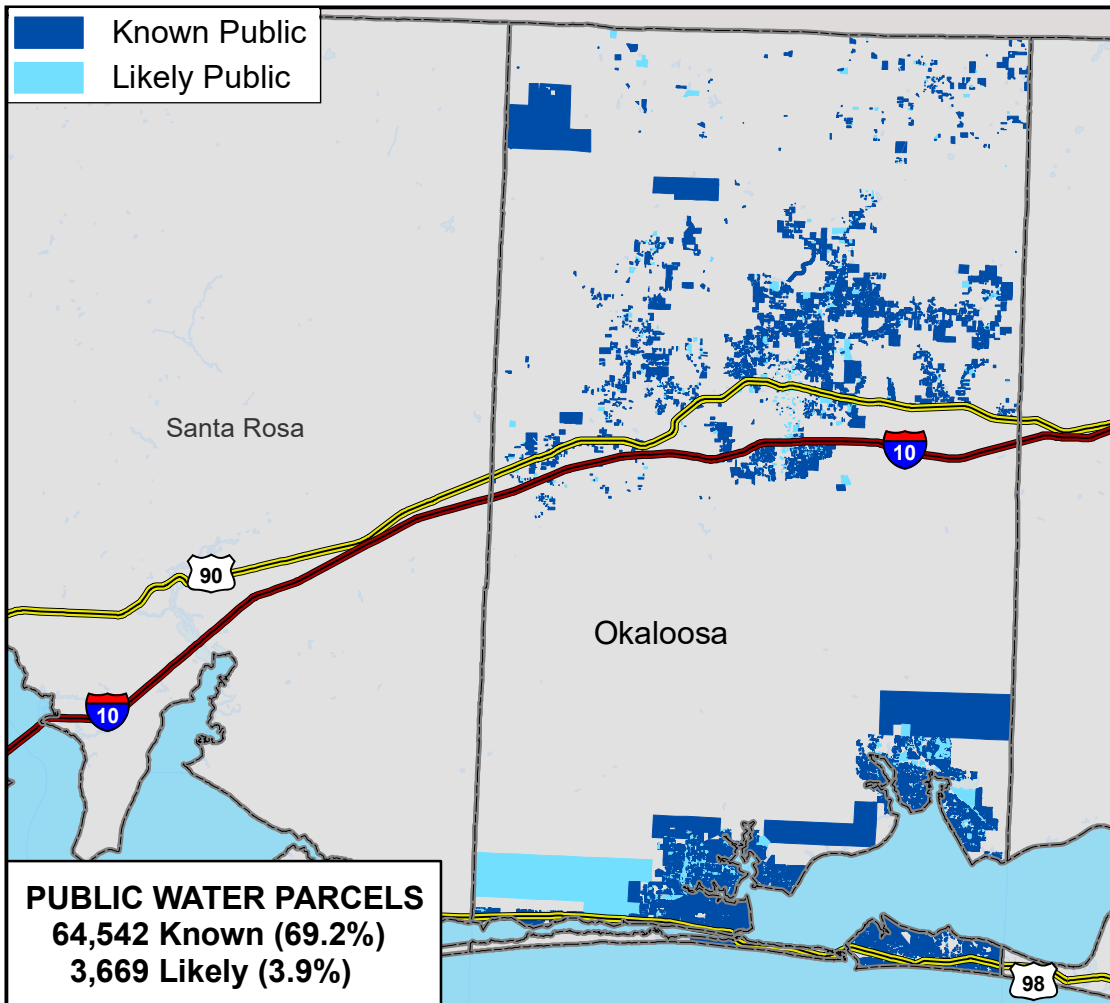 Known Public
Likely Public
Santa Rosa
10
90
Okaloosa
10
PUBLIC WATER PARCELS
64,542 Known (69.2%)
3,669 Likely (3.9%)
98